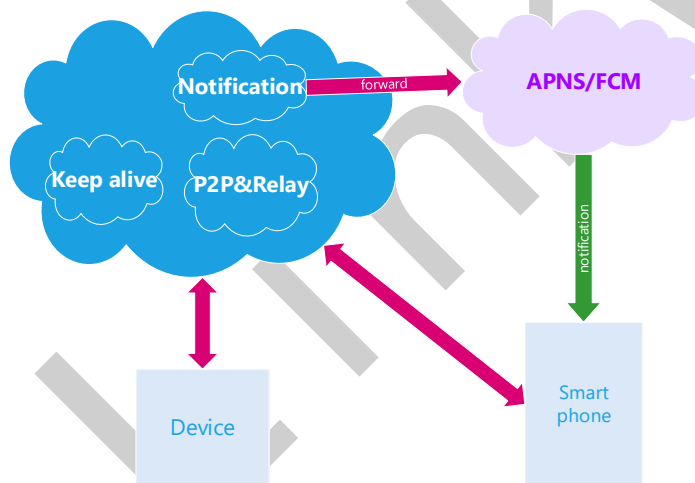 Notification
forward
APNS/FCM
Keep alive
P2P&Relay
notification
Device
Smart
phone